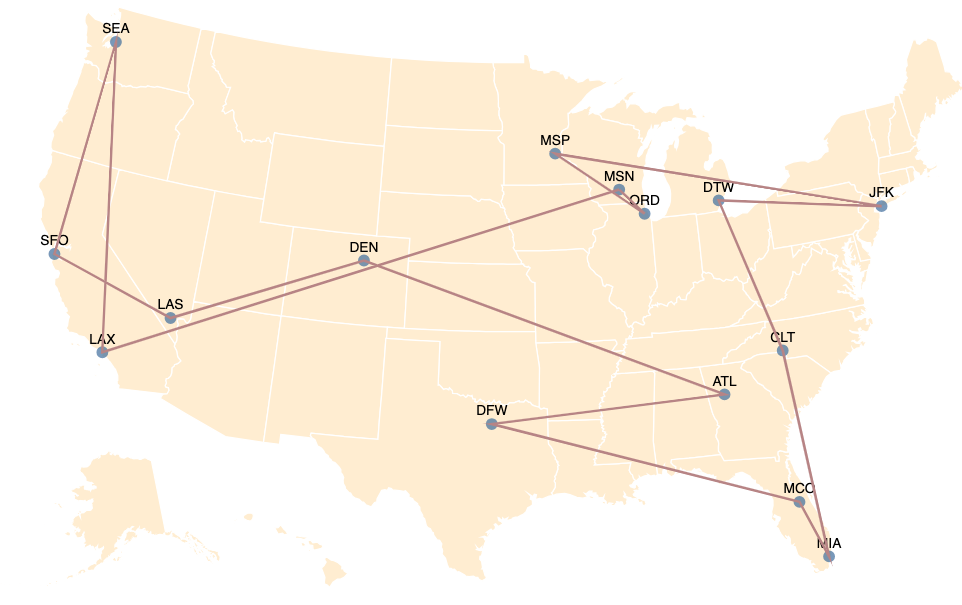 SEA
MSP
MSN
DTW
JFK
ORD
SFO
DEN
LAS
LAX
CLT
ATL
DFW
MCO
MIA